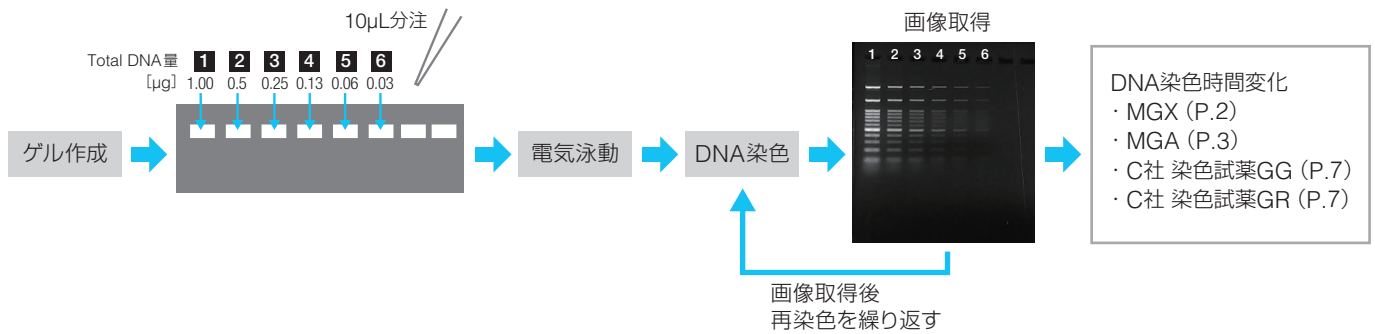 10µL分注
Total DNA量 1 2 3 4 5 6
[µg] 1.00 0.5 0.25 0.13 0.06 0.03
ゲル作成
電気泳動
DNA染色
画像取得
1 2 3 4 5 6
画像取得後
再染色を繰り返す
DNA染色時間変化
・MGX（P.2）
・MGA（P.3）
・C社 染色試薬GG（P.7）
・C社 染色試薬GR（P.7）